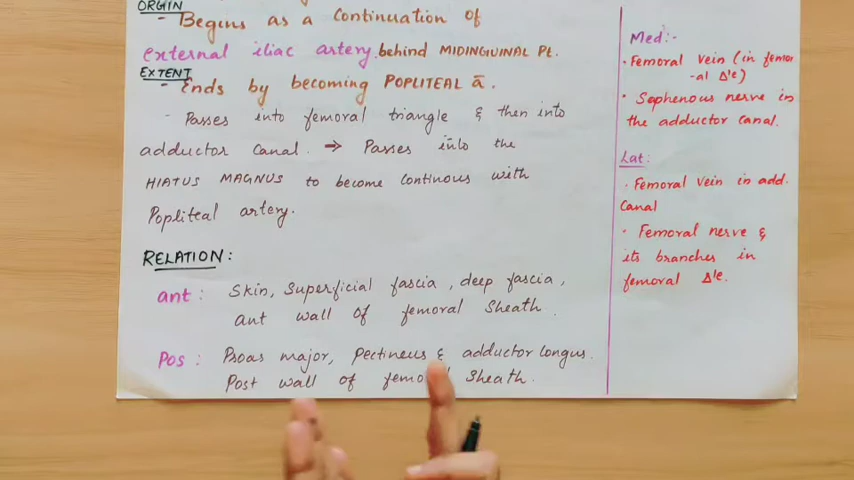 ORGIN
- Begins as a Continuation of
external iliac artery behind MIDINGUINAL Pt.
EXTENT
- Ends by becoming POPLITEAL ā.
- Passes into femoral triangle & then into
adductor Canal → Passes into the
HIATUS MAGNUS to become Continous with
Popliteal artery.
RELATION:
ant: Skin, Superficial fascia, deep fascia,
ant wall of femoral Sheath.
Pos: Psoas major, Pectineus & adductor longus.
Post wall of Sheath.
Med:-
• Femoral Vein (in femor
-al Δ'le)
• Saphenous nerve in
the adductor canal.
Lat:
• Femoral vein in add.
Canal
• Femoral nerve &
its branches in
femoral Δ'le.